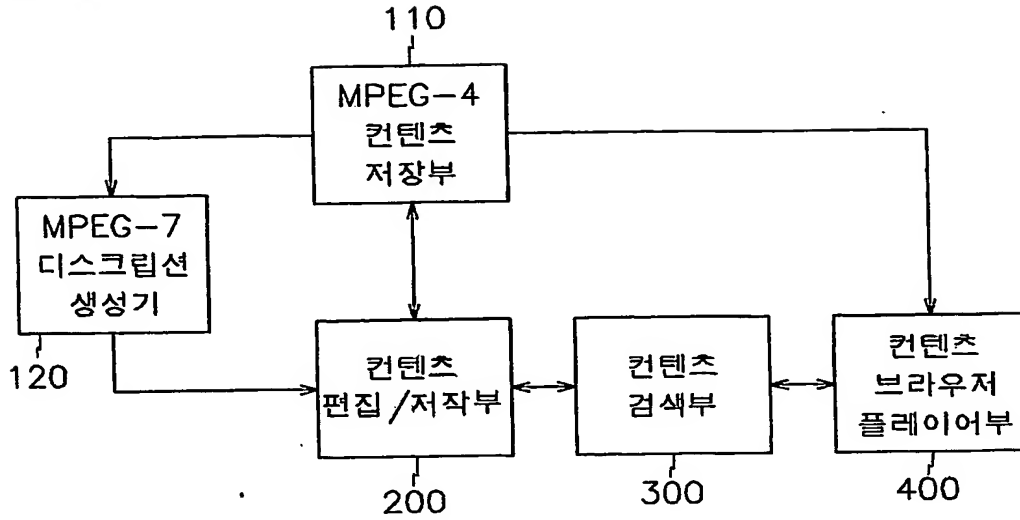 110
MPEG-4
컨텐츠
저장부
MPEG-7
디스크립션
생성기
120
컨텐츠
편집/저작부
200
컨텐츠
검색부
300
컨텐츠
브라우저
플레이어부
400